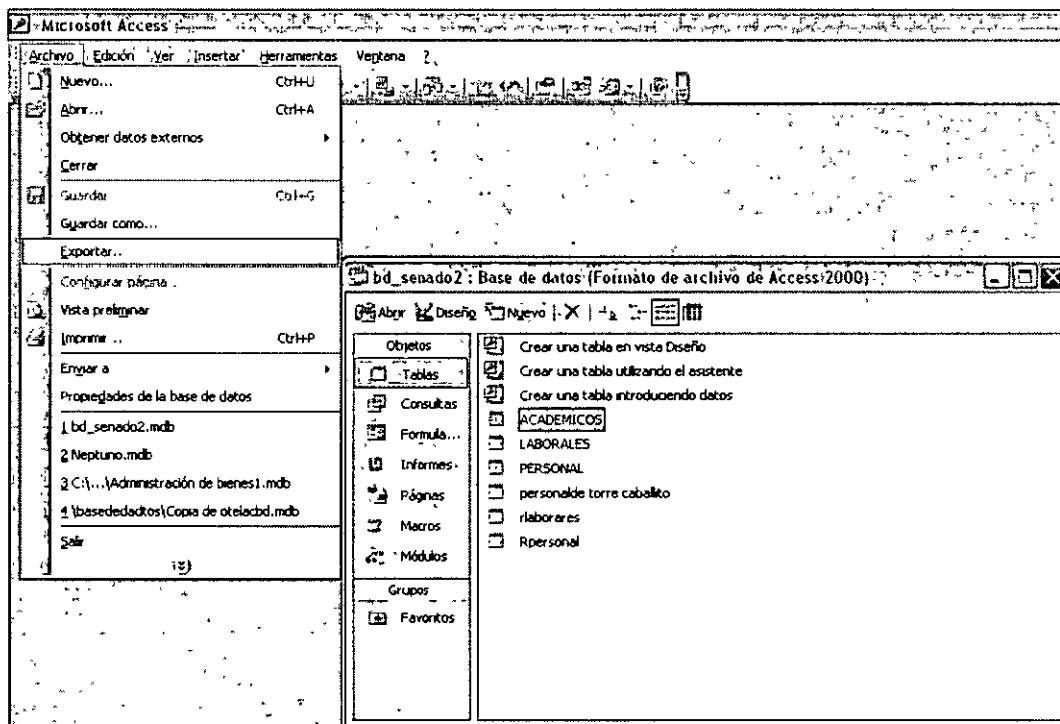 Microsoft Access
Archivo Edición Ver Insertar Herramientas Ventana ?
Nuevo... Ctrl+U
Abrir... Ctrl+A
Obtener datos externos
Cerrar
Guardar Ctrl+G
Guardar como...
Exportar..
Configurar página .
Vista preliminar
Imprimir .. Ctrl+P
Enviar a
Propiedades de la base de datos
1 bd_senado2.mdb
2 Neptuno.mdb
3 C:\...\Administración de bienes1.mdb
4 \basededadtos\Copia de oteiacbd.mdb
Salir
bd_senado2 : Base de datos (Formato de archivo de Access 2000)
Abrir Diseño Nuevo
Objetos
Tablas
Consultas
Formula...
Informes
Páginas
Macros
Módulos
Grupos
Favoritos
Crear una tabla en vista Diseño
Crear una tabla utilizando el asistente
Crear una tabla introduciendo datos
ACADEMICOS
LABORALES
PERSONAL
personalde torre caballito
rlaborares
Rpersonal